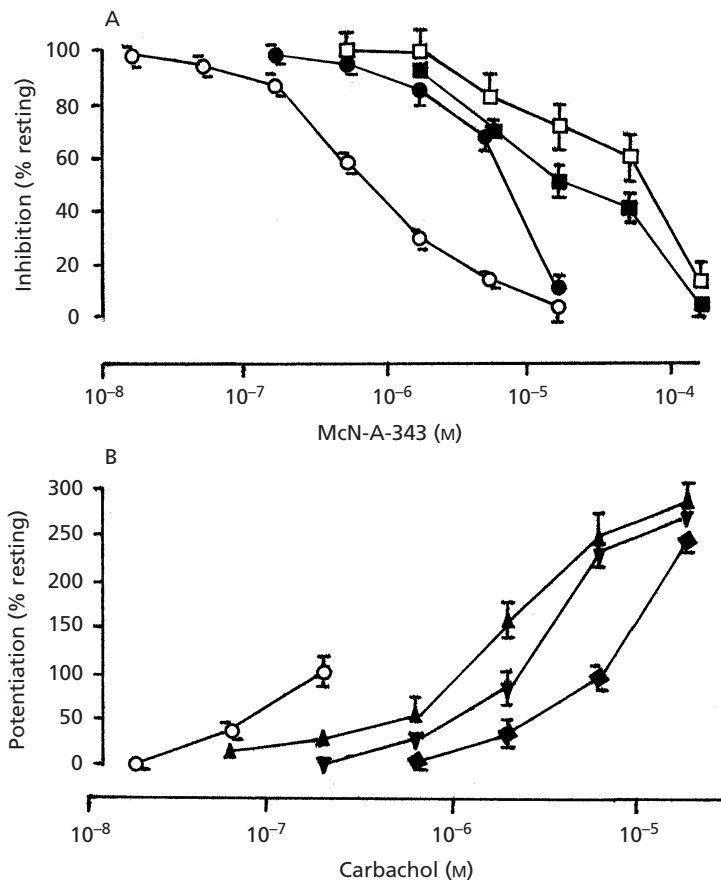 A
100
80
60
40
20
0
Inhibition (% resting)
10⁻⁸ 10⁻⁷ 10⁻⁶ 10⁻⁵ 10⁻⁴
McN-A-343 (M)
B
300
250
200
150
100
50
0
Potentiation (% resting)
10⁻⁸ 10⁻⁷ 10⁻⁶ 10⁻⁵
Carbachol (M)